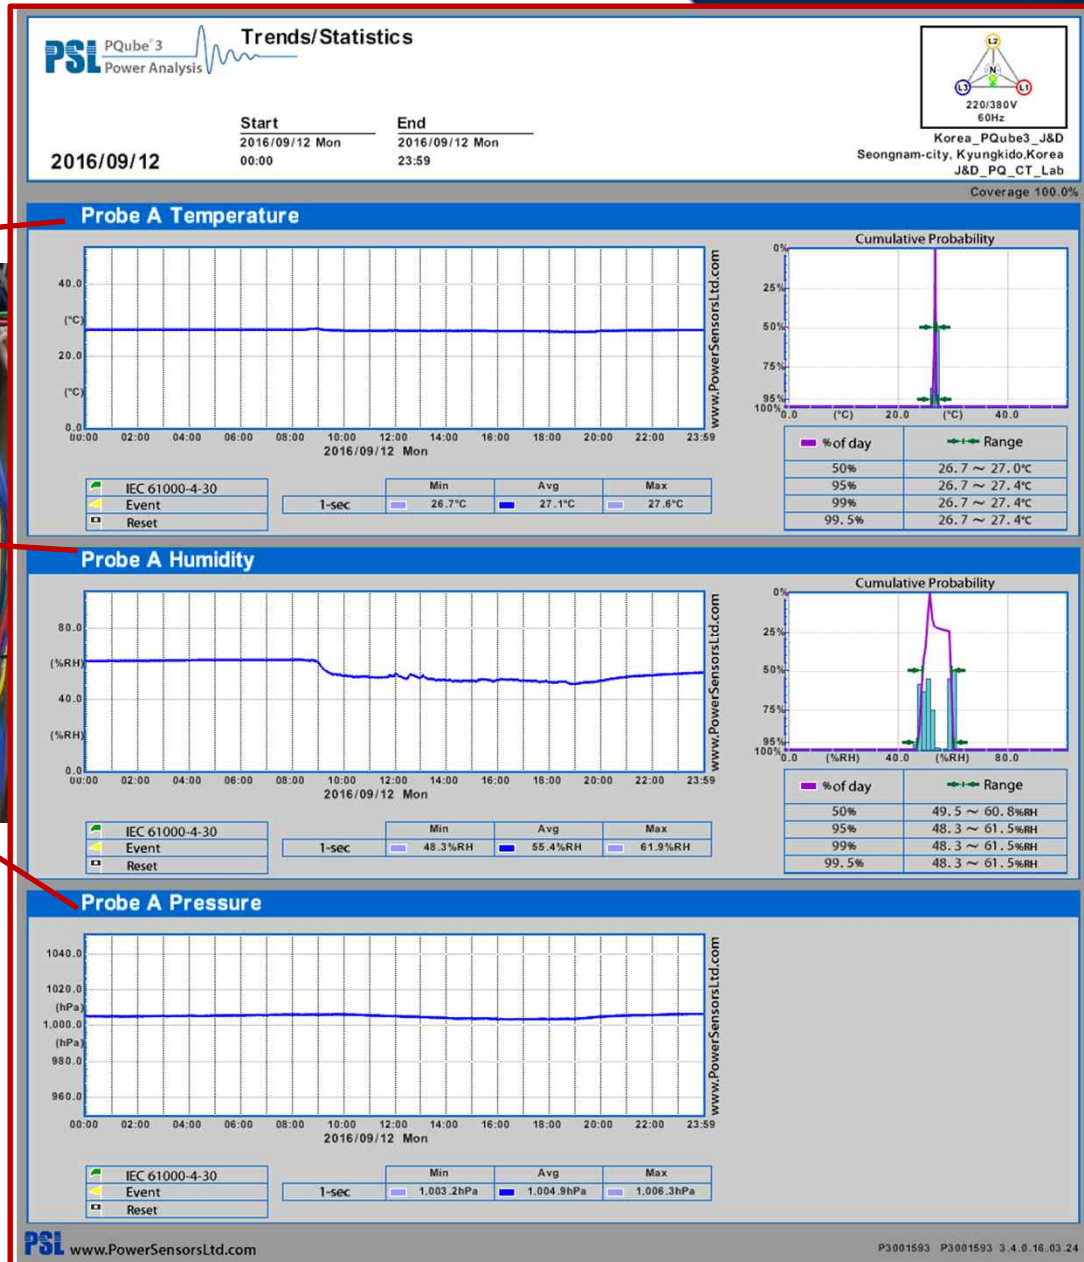 PSL PQube®3
Power Analysis
Trends/Statistics
Start End
2016/09/12 Mon 2016/09/12 Mon
00:00 23:59
2016/09/12
L2
N
L3 L1
220/380V
60Hz
Korea_PQube3_J&D
Seongnam-city, Kyungkido,Korea
J&D_PQ_CT_Lab
Coverage 100.0%
Probe A Temperature
40.0
(°C)
20.0
(°C)
0.0
00:00 02:00 04:00 06:00 08:00 10:00 12:00 14:00 16:00 18:00 20:00 22:00 23:59
2016/09/12 Mon
www.PowerSensorsLtd.com
Cumulative Probability
0%
25%
50%
75%
95%
100%
0.0 (°C) 20.0 (°C) 40.0
IEC 61000-4-30
Event
Reset
Min Avg Max
1-sec 26.7°C 27.1°C 27.6°C
% of day Range
50% 26.7 ~ 27.0°C
95% 26.7 ~ 27.4°C
99% 26.7 ~ 27.4°C
99.5% 26.7 ~ 27.4°C
Probe A Humidity
80.0
(%RH)
40.0
(%RH)
0.0
00:00 02:00 04:00 06:00 08:00 10:00 12:00 14:00 16:00 18:00 20:00 22:00 23:59
2016/09/12 Mon
www.PowerSensorsLtd.com
Cumulative Probability
0%
25%
50%
75%
95%
100%
0.0 (%RH) 40.0 (%RH) 80.0
IEC 61000-4-30
Event
Reset
Min Avg Max
1-sec 48.3%RH 55.4%RH 61.9%RH
% of day Range
50% 49.5 ~ 60.8%RH
95% 48.3 ~ 61.5%RH
99% 48.3 ~ 61.5%RH
99.5% 48.3 ~ 61.5%RH
Probe A Pressure
1040.0
1020.0
(hPa)
1,000.0
(hPa)
980.0
960.0
00:00 02:00 04:00 06:00 08:00 10:00 12:00 14:00 16:00 18:00 20:00 22:00 23:59
2016/09/12 Mon
www.PowerSensorsLtd.com
IEC 61000-4-30
Event
Reset
Min Avg Max
1-sec 1,003.2hPa 1,004.9hPa 1,006.3hPa
PSL www.PowerSensorsLtd.com
P3001593 P3001593 3.4.0.16.03.24